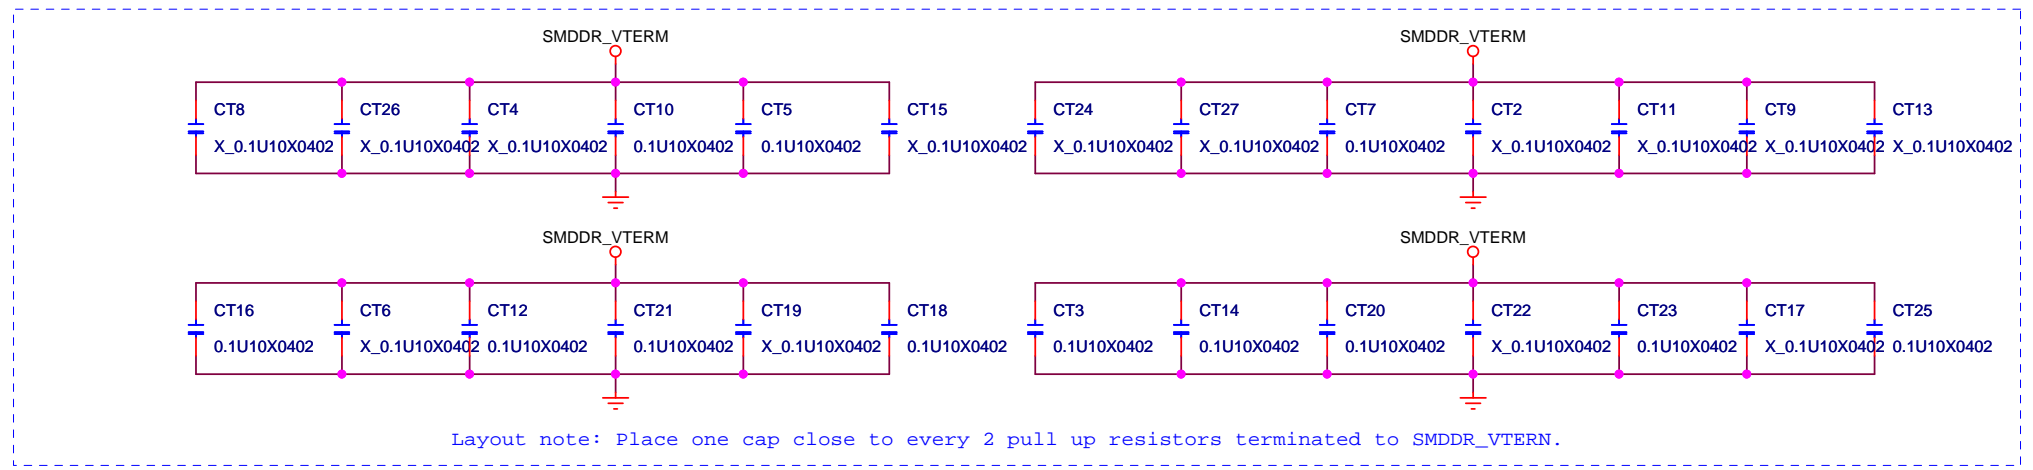 SMDDR_VTERM SMDDR_VTERM
CT8 CT26 CT4 CT10 CT5 CT15 CT24 CT27 CT7 CT2 CT11 CT9 CT13
X_0.1U10X0402 X_0.1U10X0402 X_0.1U10X0402 0.1U10X0402 0.1U10X0402 X_0.1U10X0402 X_0.1U10X0402 X_0.1U10X0402 0.1U10X0402 X_0.1U10X0402 X_0.1U10X0402 X_0.1U10X0402 X_0.1U10X0402
SMDDR_VTERM SMDDR_VTERM
CT16 CT6 CT12 CT21 CT19 CT18 CT3 CT14 CT20 CT22 CT23 CT17 CT25
0.1U10X0402 X_0.1U10X0402 0.1U10X0402 0.1U10X0402 X_0.1U10X0402 0.1U10X0402 0.1U10X0402 0.1U10X0402 0.1U10X0402 X_0.1U10X0402 0.1U10X0402 X_0.1U10X0402 0.1U10X0402
Layout note: Place one cap close to every 2 pull up resistors terminated to SMDDR_VTERN.